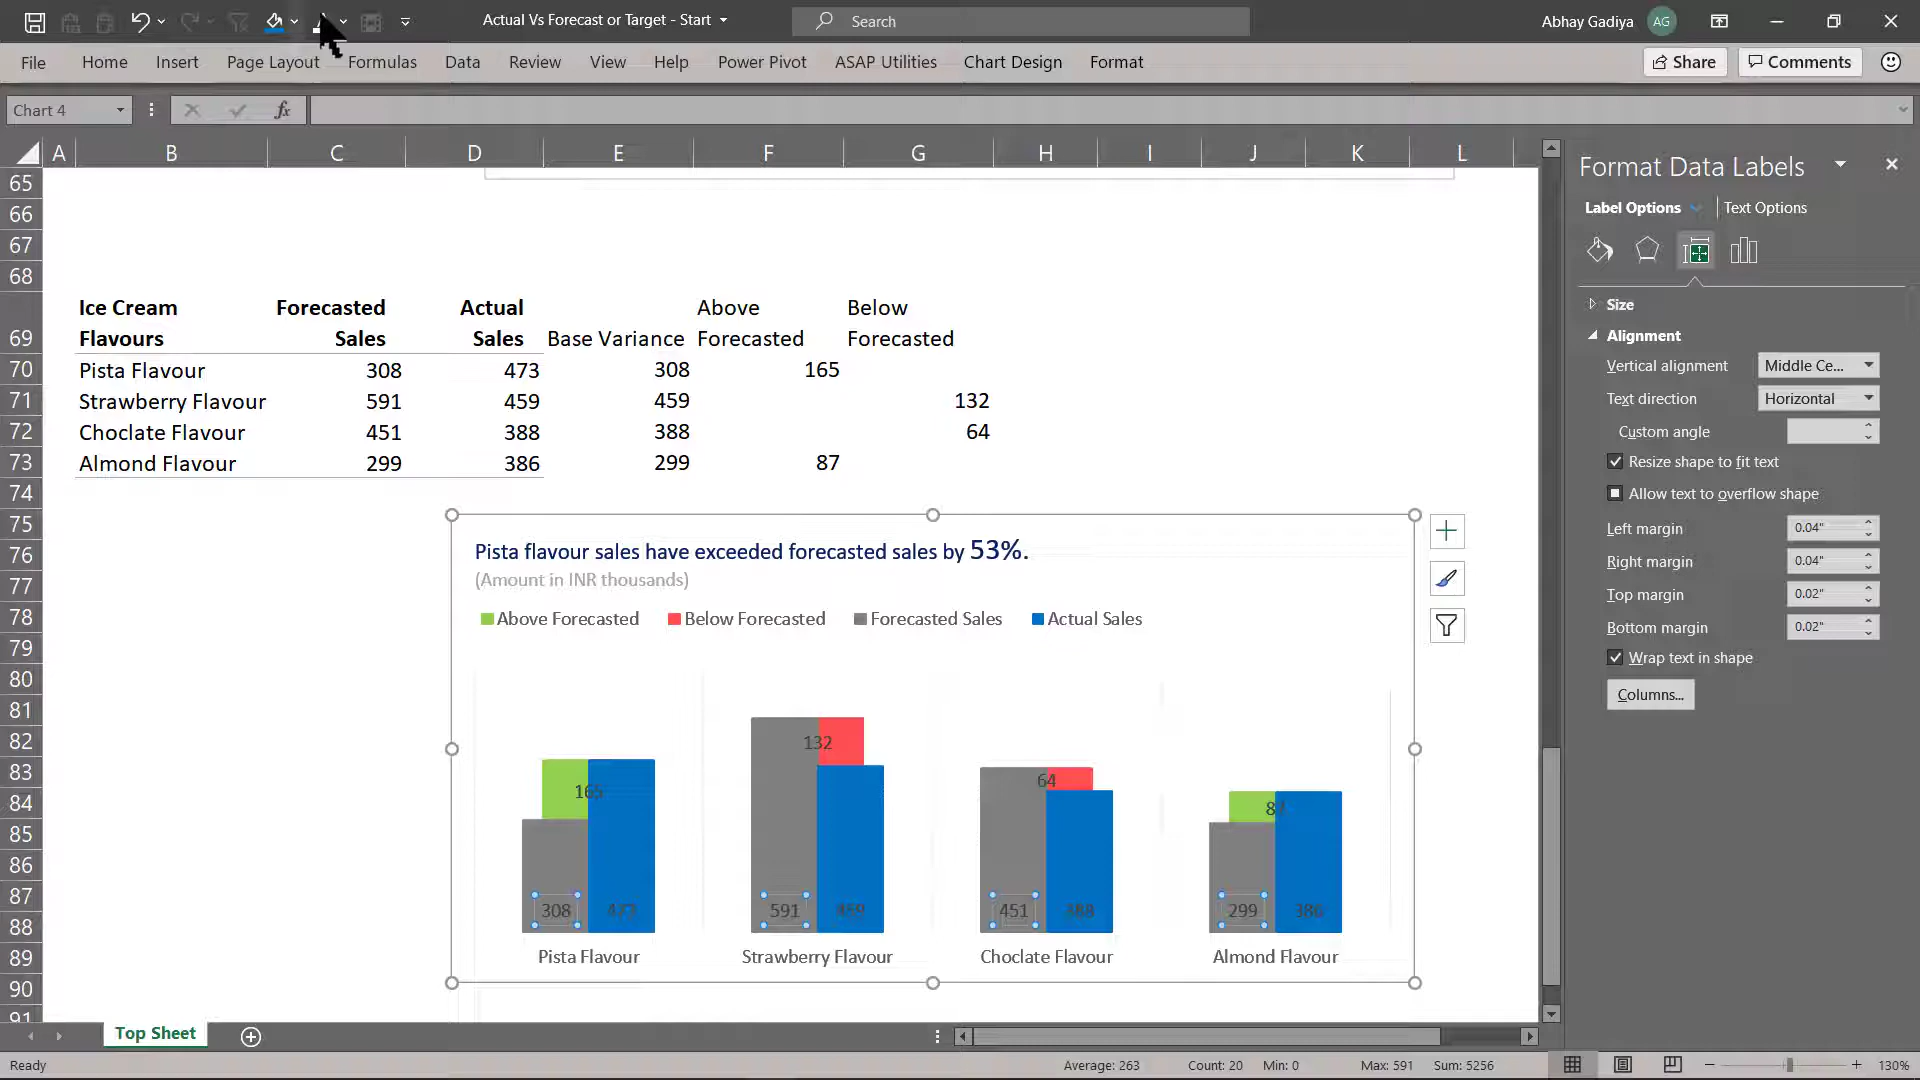 Actual Vs Forecast or Target - Start
Search
Abhay Gadiya
AG
File Home Insert Page Layout Formulas Data Review View Help Power Pivot ASAP Utilities Chart Design Format
Share
Comments
Chart 4
fx
A B C D E F G H I J K L
65
66
67
68
69
70
71
72
73
74
75
76
77
78
79
80
81
82
83
84
85
86
87
88
89
90
91
Ice Cream Forecasted Actual Above Below
Flavours Sales Sales Base Variance Forecasted Forecasted
Pista Flavour 308 473 308 165
Strawberry Flavour 591 459 459 132
Choclate Flavour 451 388 388 64
Almond Flavour 299 386 299 87
Pista flavour sales have exceeded forecasted sales by 53%.
(Amount in INR thousands)
Above Forecasted Below Forecasted Forecasted Sales Actual Sales
132
64
165
87
308 473 591 459 451 388 299 386
Pista Flavour Strawberry Flavour Choclate Flavour Almond Flavour
Format Data Labels
Label Options Text Options
Size
Alignment
Vertical alignment Middle Ce...
Text direction Horizontal
Custom angle
Resize shape to fit text
Allow text to overflow shape
Left margin 0.04"
Right margin 0.04"
Top margin 0.02"
Bottom margin 0.02"
Wrap text in shape
Columns...
Top Sheet
Ready
Average: 263 Count: 20 Min: 0 Max: 591 Sum: 5256
130%